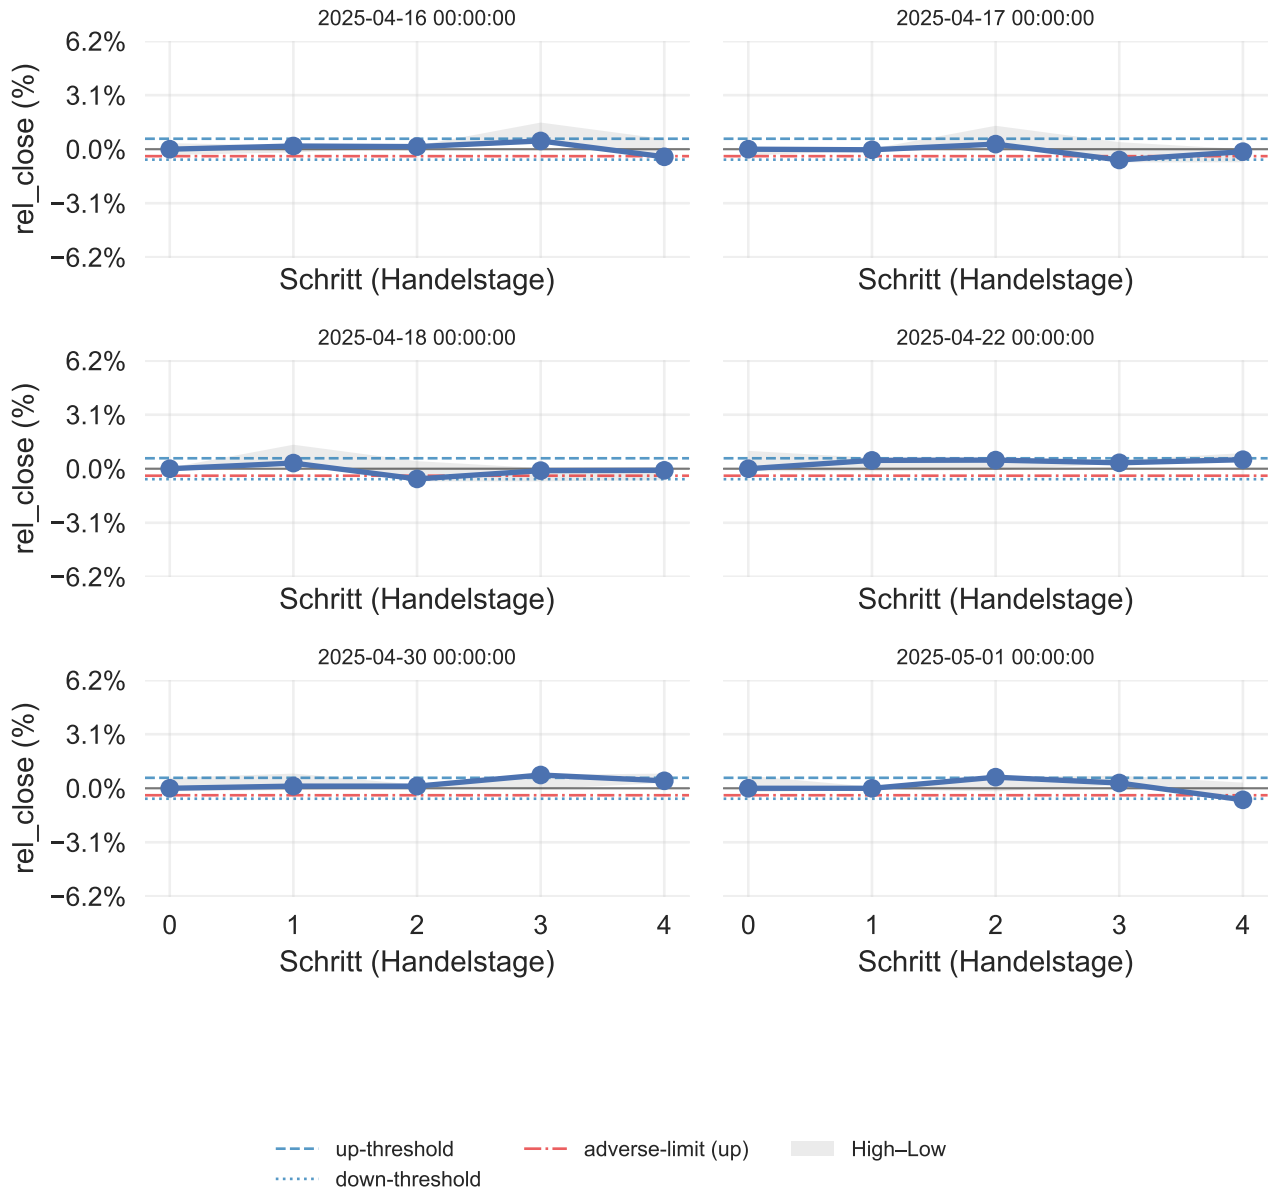 2025-04-16 00:00:00
2025-04-17 00:00:00
6.2%
3.1%
0.0%
−3.1%
−6.2%
rel_close (%)
Schritt (Handelstage)
Schritt (Handelstage)
2025-04-18 00:00:00
2025-04-22 00:00:00
6.2%
3.1%
0.0%
−3.1%
−6.2%
rel_close (%)
Schritt (Handelstage)
Schritt (Handelstage)
2025-04-30 00:00:00
2025-05-01 00:00:00
6.2%
3.1%
0.0%
−3.1%
−6.2%
rel_close (%)
0 1 2 3 4
0 1 2 3 4
Schritt (Handelstage)
Schritt (Handelstage)
up-threshold
down-threshold
adverse-limit (up)
High–Low